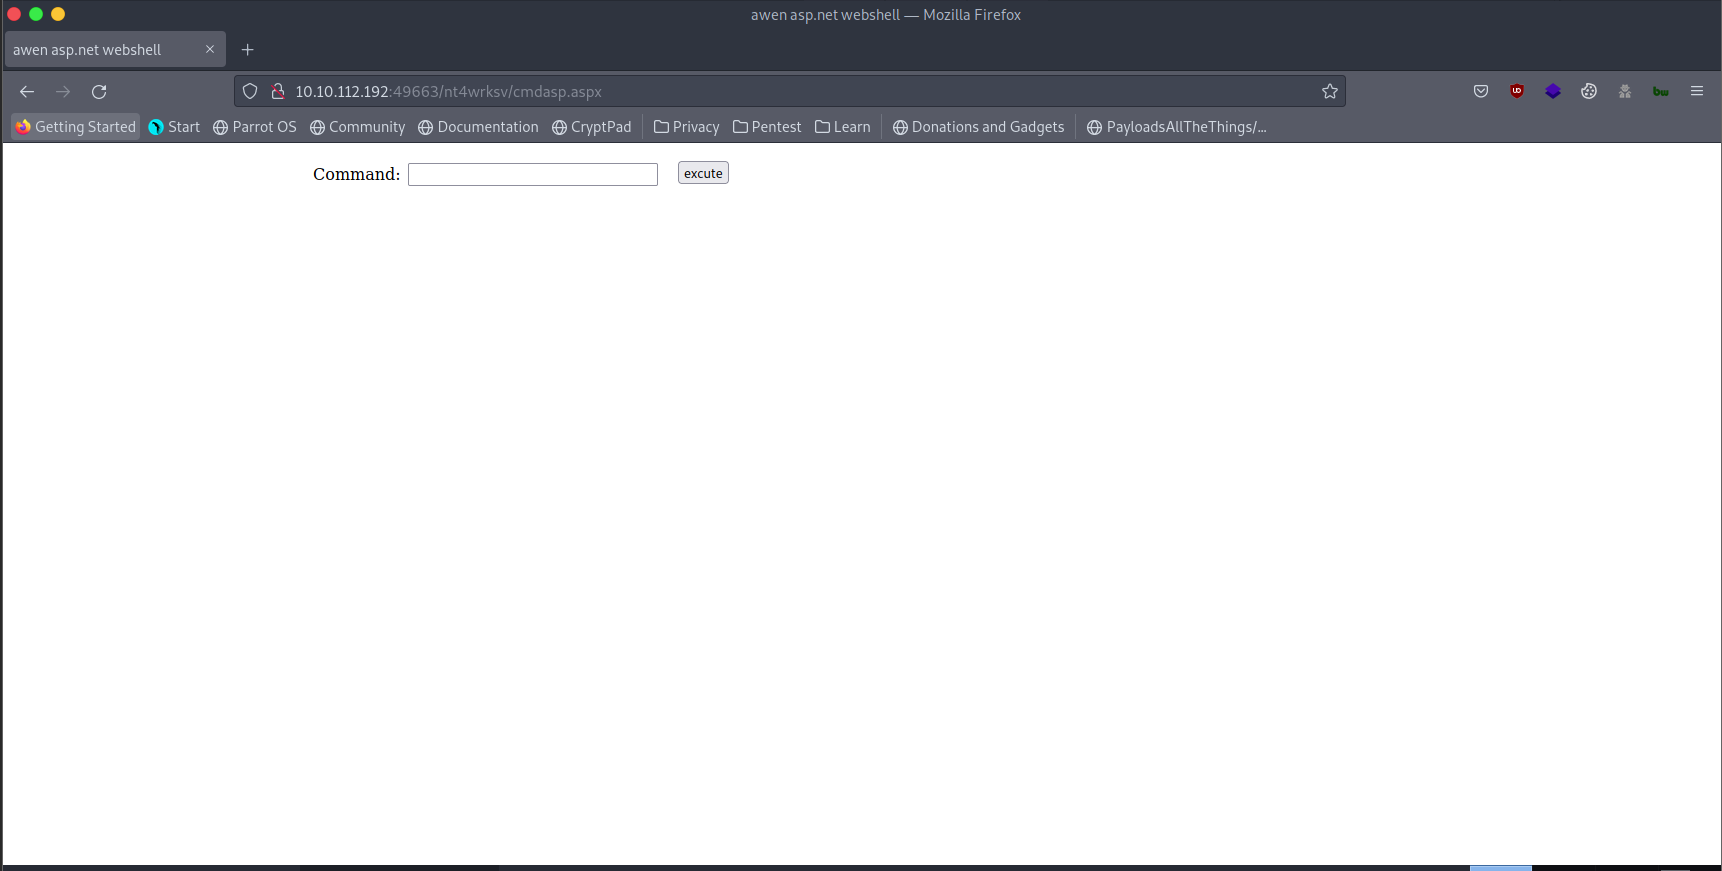 awen asp.net webshell — Mozilla Firefox
awen asp.net webshell
10.10.112.192:49663/nt4wrksv/cmdasp.aspx
Getting Started Start Parrot OS Community Documentation CryptPad Privacy Pentest Learn Donations and Gadgets PayloadsAllTheThings/...
Command: excute